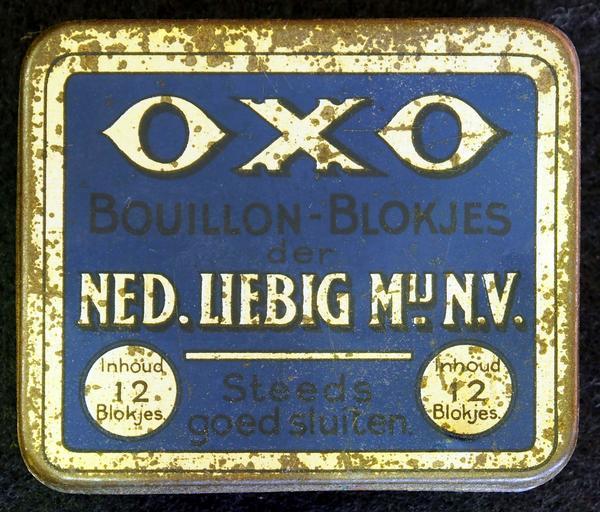 OXO
BOUILLON-BLOKJES
der
NED. LIEBIG MIJ. N.V.
Inhoud
12
Blokjes
Steeds
goed sluiten.
Inhoud
12
Blokjes